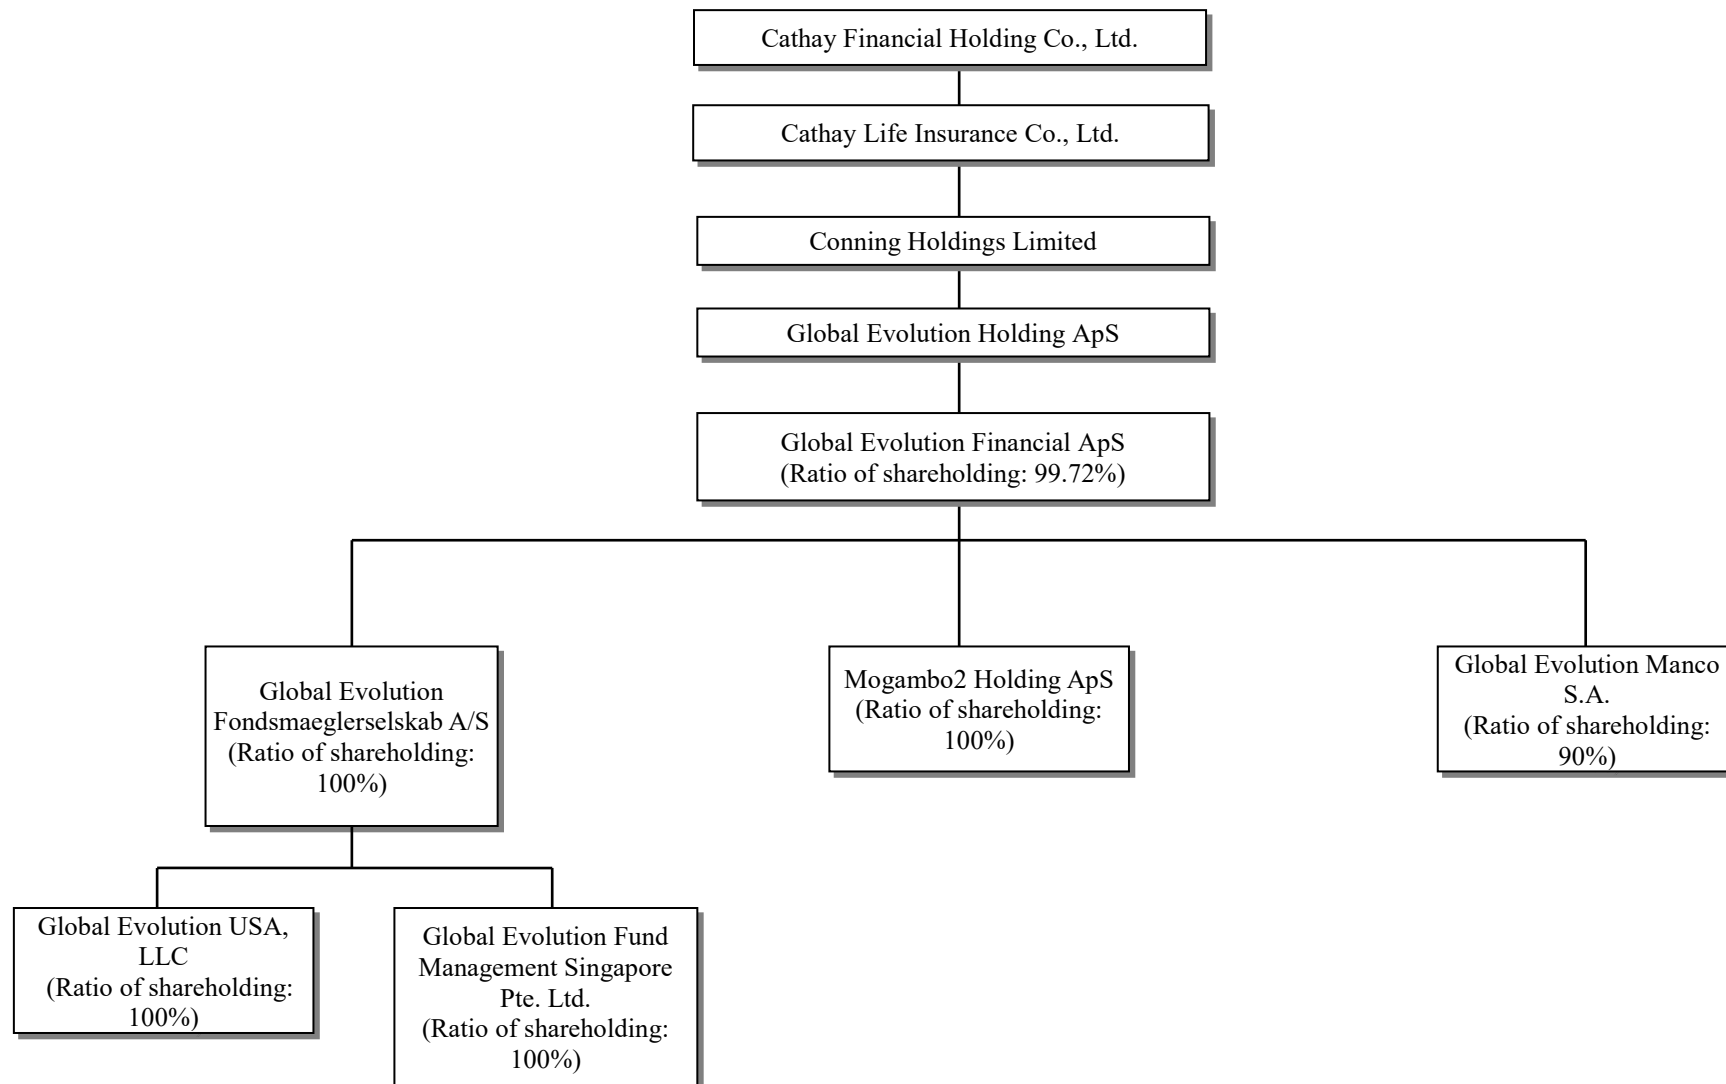 Cathay Financial Holding Co., Ltd.
Cathay Life Insurance Co., Ltd.
Conning Holdings Limited
Global Evolution Holding ApS
Global Evolution Financial ApS
(Ratio of shareholding: 99.72%)
Global Evolution
Fondsmaeglerselskab A/S
(Ratio of shareholding:
100%)
Mogambo2 Holding ApS
(Ratio of shareholding:
100%)
Global Evolution Manco
S.A.
(Ratio of shareholding:
90%)
Global Evolution USA,
LLC
(Ratio of shareholding:
100%)
Global Evolution Fund
Management Singapore
Pte. Ltd.
(Ratio of shareholding:
100%)